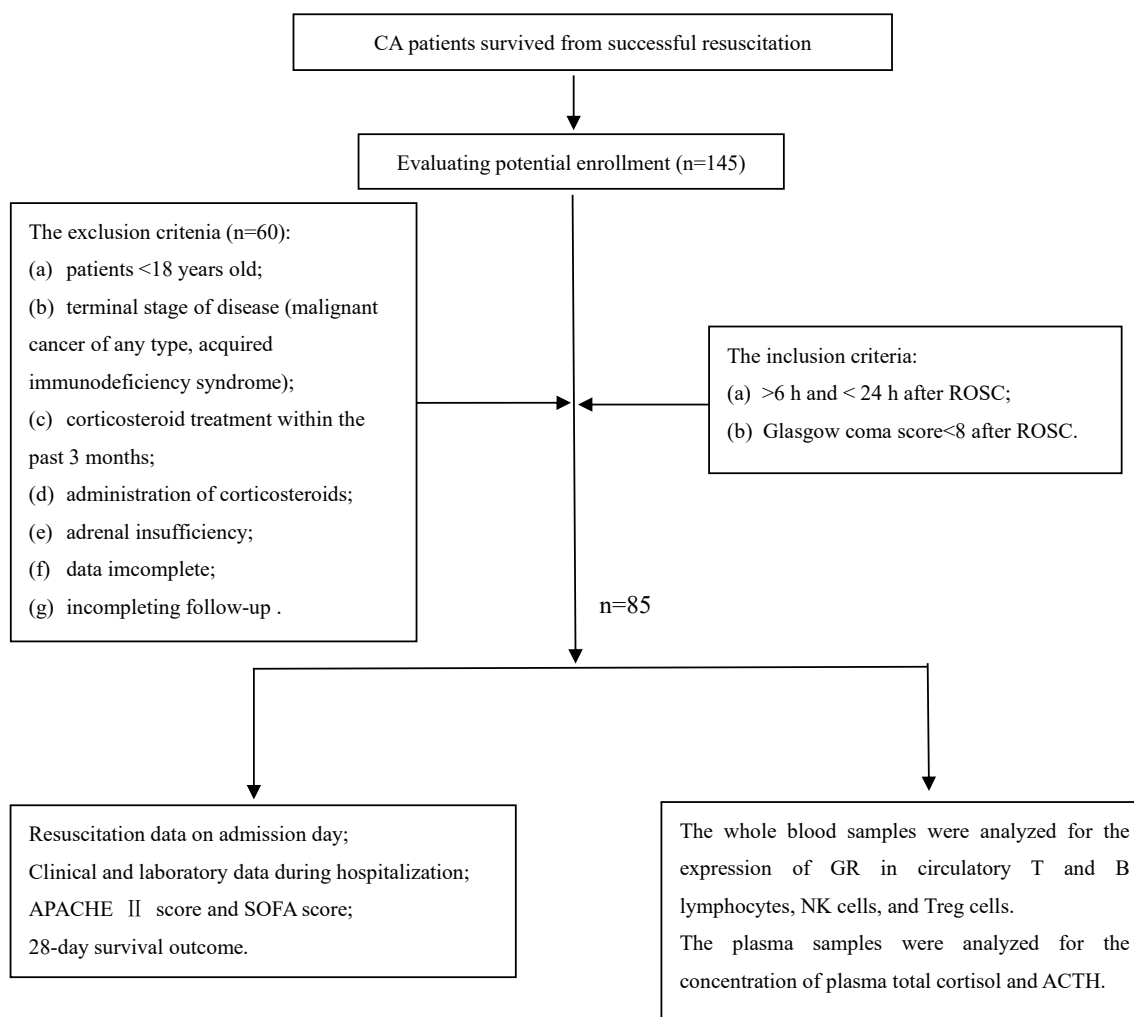 CA patients survived from successful resuscitation
Evaluating potential enrollment (n=145)
The exclusion critenia (n=60):
(a) patients <18 years old;
(b) terminal stage of disease (malignant
cancer of any type, acquired
immunodeficiency syndrome);
(c) corticosteroid treatment within the
past 3 months;
(d) administration of corticosteroids;
(e) adrenal insufficiency;
(f) data imcomplete;
(g) incompleting follow-up .
The inclusion criteria:
(a) >6 h and < 24 h after ROSC;
(b) Glasgow coma score<8 after ROSC.
n=85
Resuscitation data on admission day;
Clinical and laboratory data during hospitalization;
APACHE Ⅱ score and SOFA score;
28-day survival outcome.
The whole blood samples were analyzed for the
expression of GR in circulatory T and B
lymphocytes, NK cells, and Treg cells.
The plasma samples were analyzed for the
concentration of plasma total cortisol and ACTH.